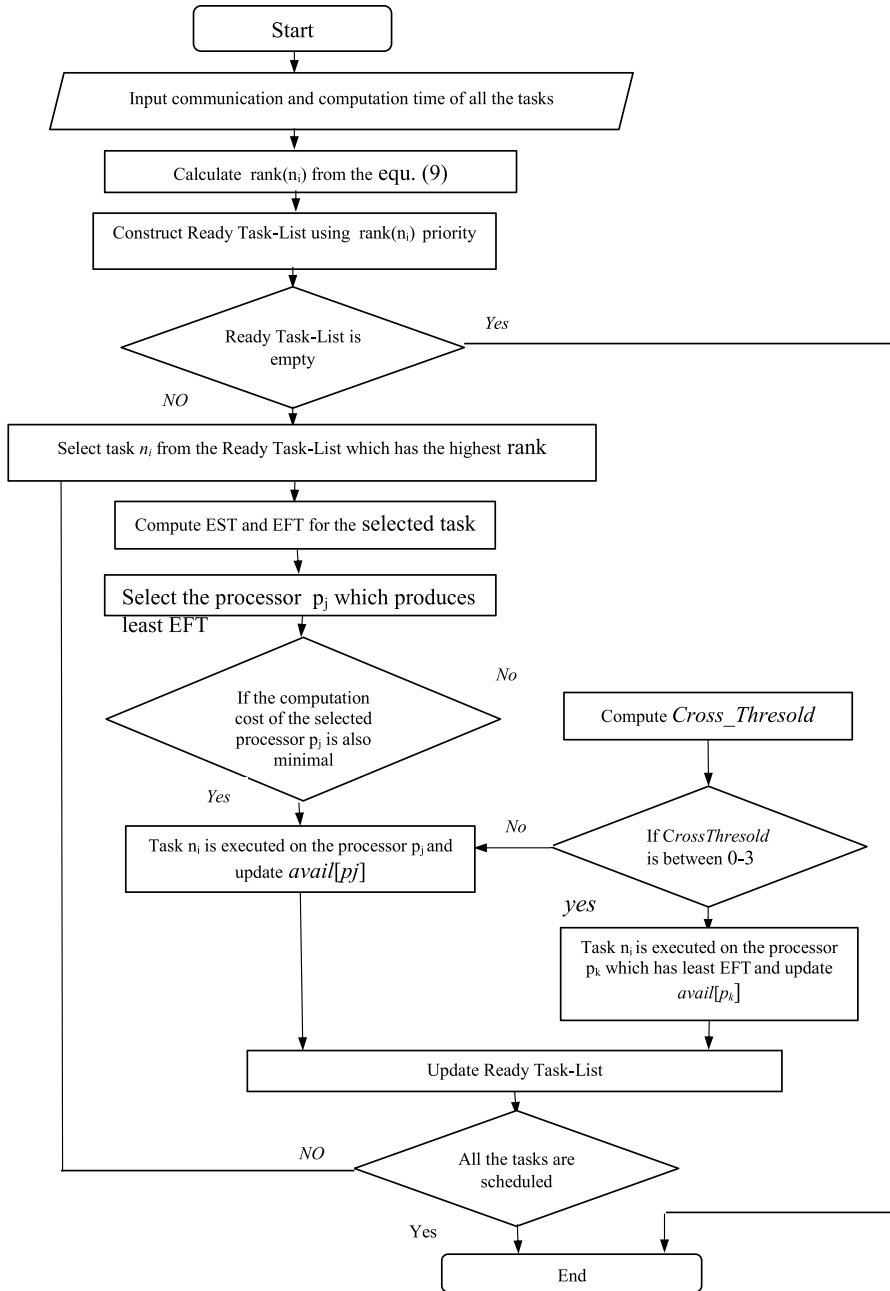 Start
Input communication and computation time of all the tasks
Calculate rank(ni) from the equ. (9)
Construct Ready Task-List using rank(ni) priority
Ready Task-List is
empty
Yes
NO
Select task ni from the Ready Task-List which has the highest rank
Compute EST and EFT for the selected task
Select the processor pj which produces
least EFT
No
If the computation
cost of the selected
processor pj is also
minimal
Yes
Compute Cross_Thresold
If CrossThresold
is between 0-3
No
yes
Task ni is executed on the processor pj and
update avail[pj]
Task ni is executed on the processor
pk which has least EFT and update
avail[pk]
Update Ready Task-List
NO
All the tasks are
scheduled
Yes
End